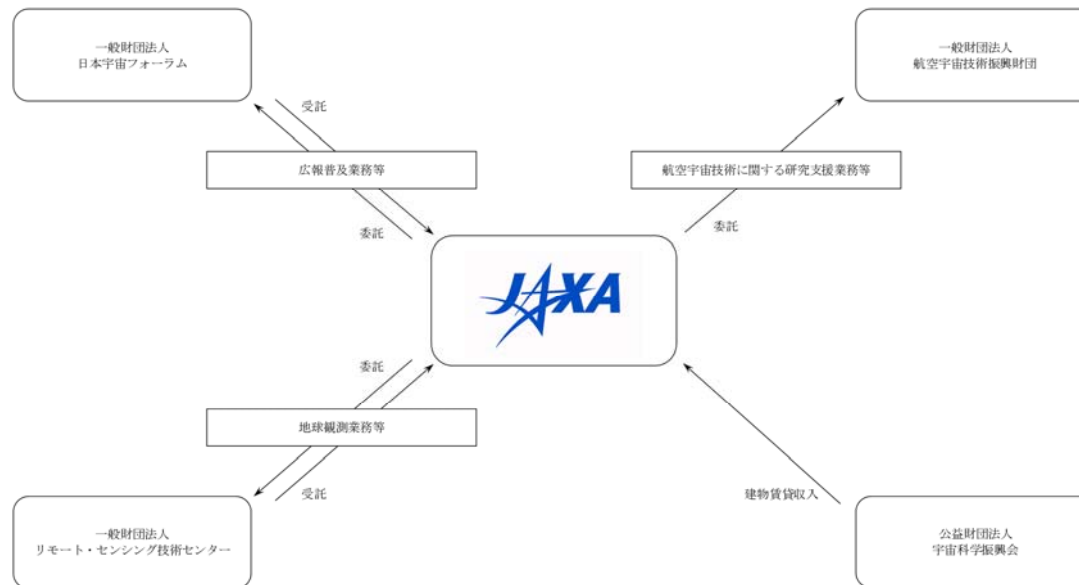 一般財団法人
日本宇宙フォーラム
一般財団法人
航空宇宙技術振興財団
受託
広報普及業務等
航空宇宙技術に関する研究支援業務等
委託
委託
JAXA
委託
地球観測業務等
受託
建物賃貸収入
一般財団法人
リモート・センシング技術センター
公益財団法人
宇宙科学振興会